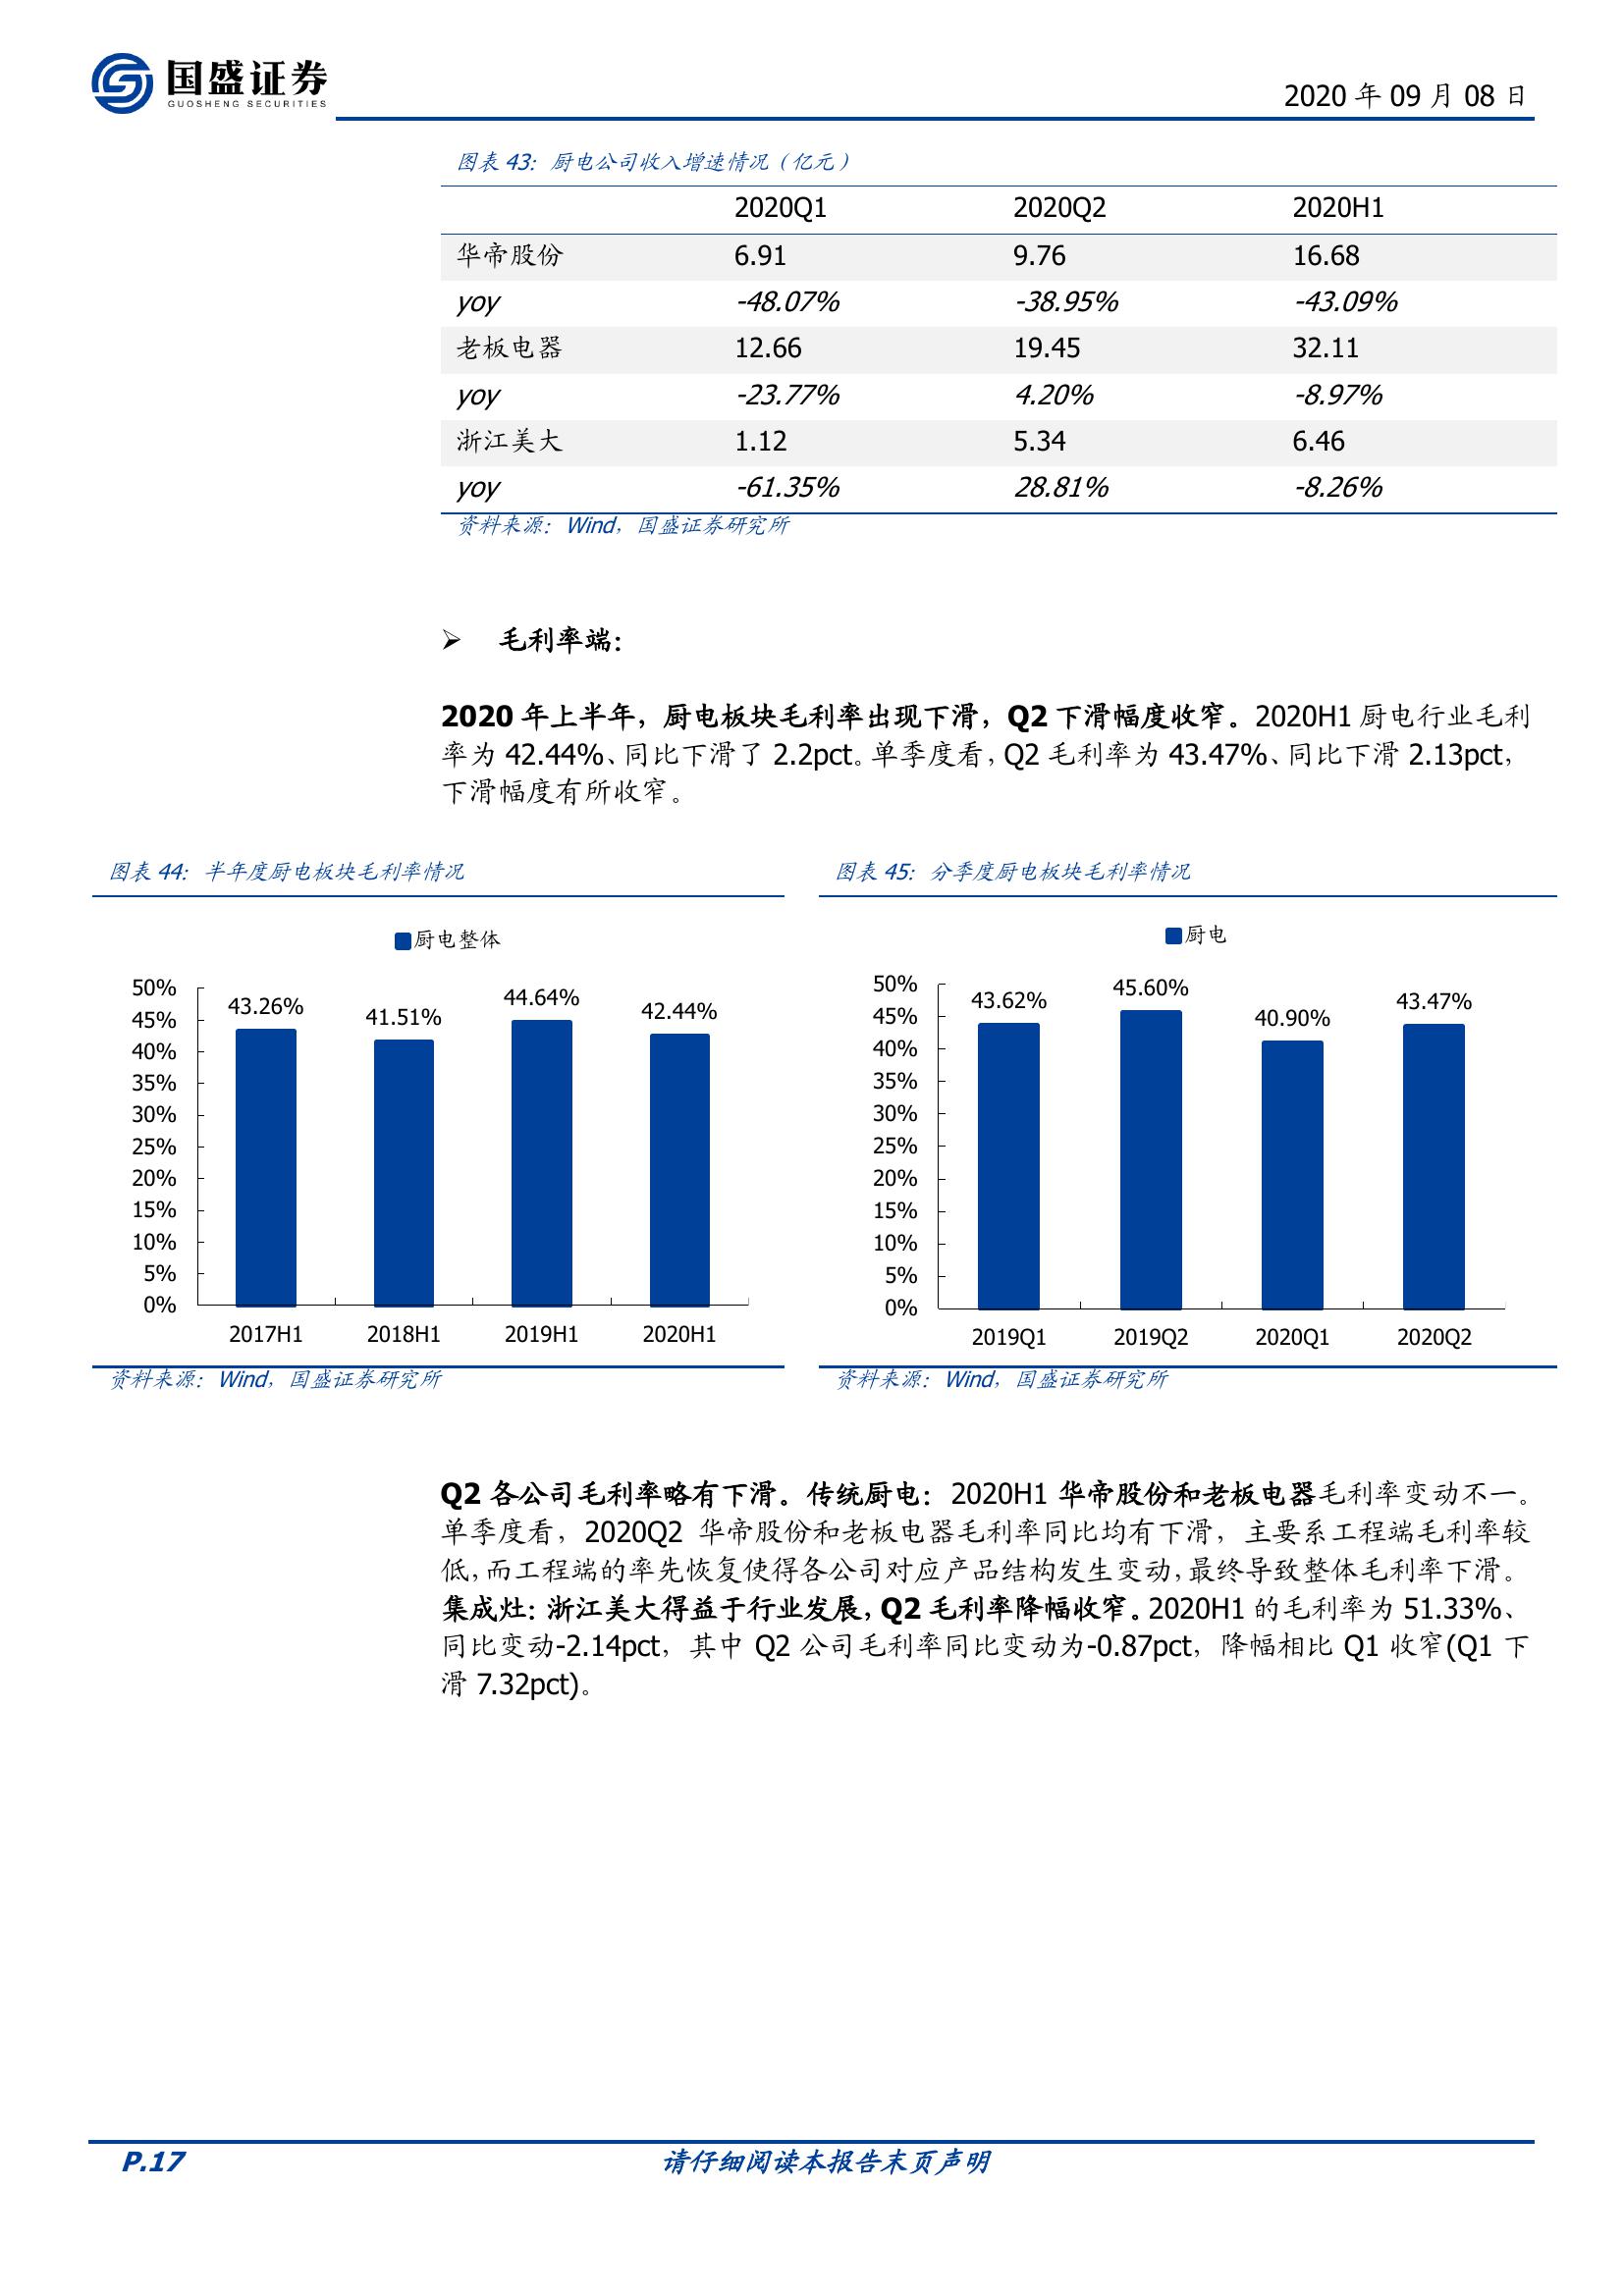 国盛证券
GUOSHENG SECURITIES
2020 年 09 月 08 日
图表 43：厨电公司收入增速情况（亿元）
2020Q1 2020Q2 2020H1
华帝股份 6.91 9.76 16.68
yoy -48.07% -38.95% -43.09%
老板电器 12.66 19.45 32.11
yoy -23.77% 4.20% -8.97%
浙江美大 1.12 5.34 6.46
yoy -61.35% 28.81% -8.26%
资料来源：Wind，国盛证券研究所
➢ 毛利率端：
2020 年上半年，厨电板块毛利率出现下滑，Q2 下滑幅度收窄。2020H1 厨电行业毛利
率为 42.44%、同比下滑了 2.2pct。单季度看，Q2 毛利率为 43.47%、同比下滑 2.13pct，
下滑幅度有所收窄。
图表 44：半年度厨电板块毛利率情况
厨电整体
50%
45%
40%
35%
30%
25%
20%
15%
10%
5%
0%
43.26% 41.51% 44.64% 42.44%
2017H1 2018H1 2019H1 2020H1
资料来源：Wind，国盛证券研究所
图表 45：分季度厨电板块毛利率情况
厨电
50%
45%
40%
35%
30%
25%
20%
15%
10%
5%
0%
43.62% 45.60% 40.90% 43.47%
2019Q1 2019Q2 2020Q1 2020Q2
资料来源：Wind，国盛证券研究所
Q2 各公司毛利率略有下滑。传统厨电：2020H1 华帝股份和老板电器毛利率变动不一。
单季度看，2020Q2 华帝股份和老板电器毛利率同比均有下滑，主要系工程端毛利率较
低，而工程端的率先恢复使得各公司对应产品结构发生变动，最终导致整体毛利率下滑。
集成灶：浙江美大得益于行业发展，Q2 毛利率降幅收窄。2020H1 的毛利率为 51.33%、
同比变动-2.14pct，其中 Q2 公司毛利率同比变动为-0.87pct，降幅相比 Q1 收窄(Q1 下
滑 7.32pct)。
P.17 请仔细阅读本报告末页声明